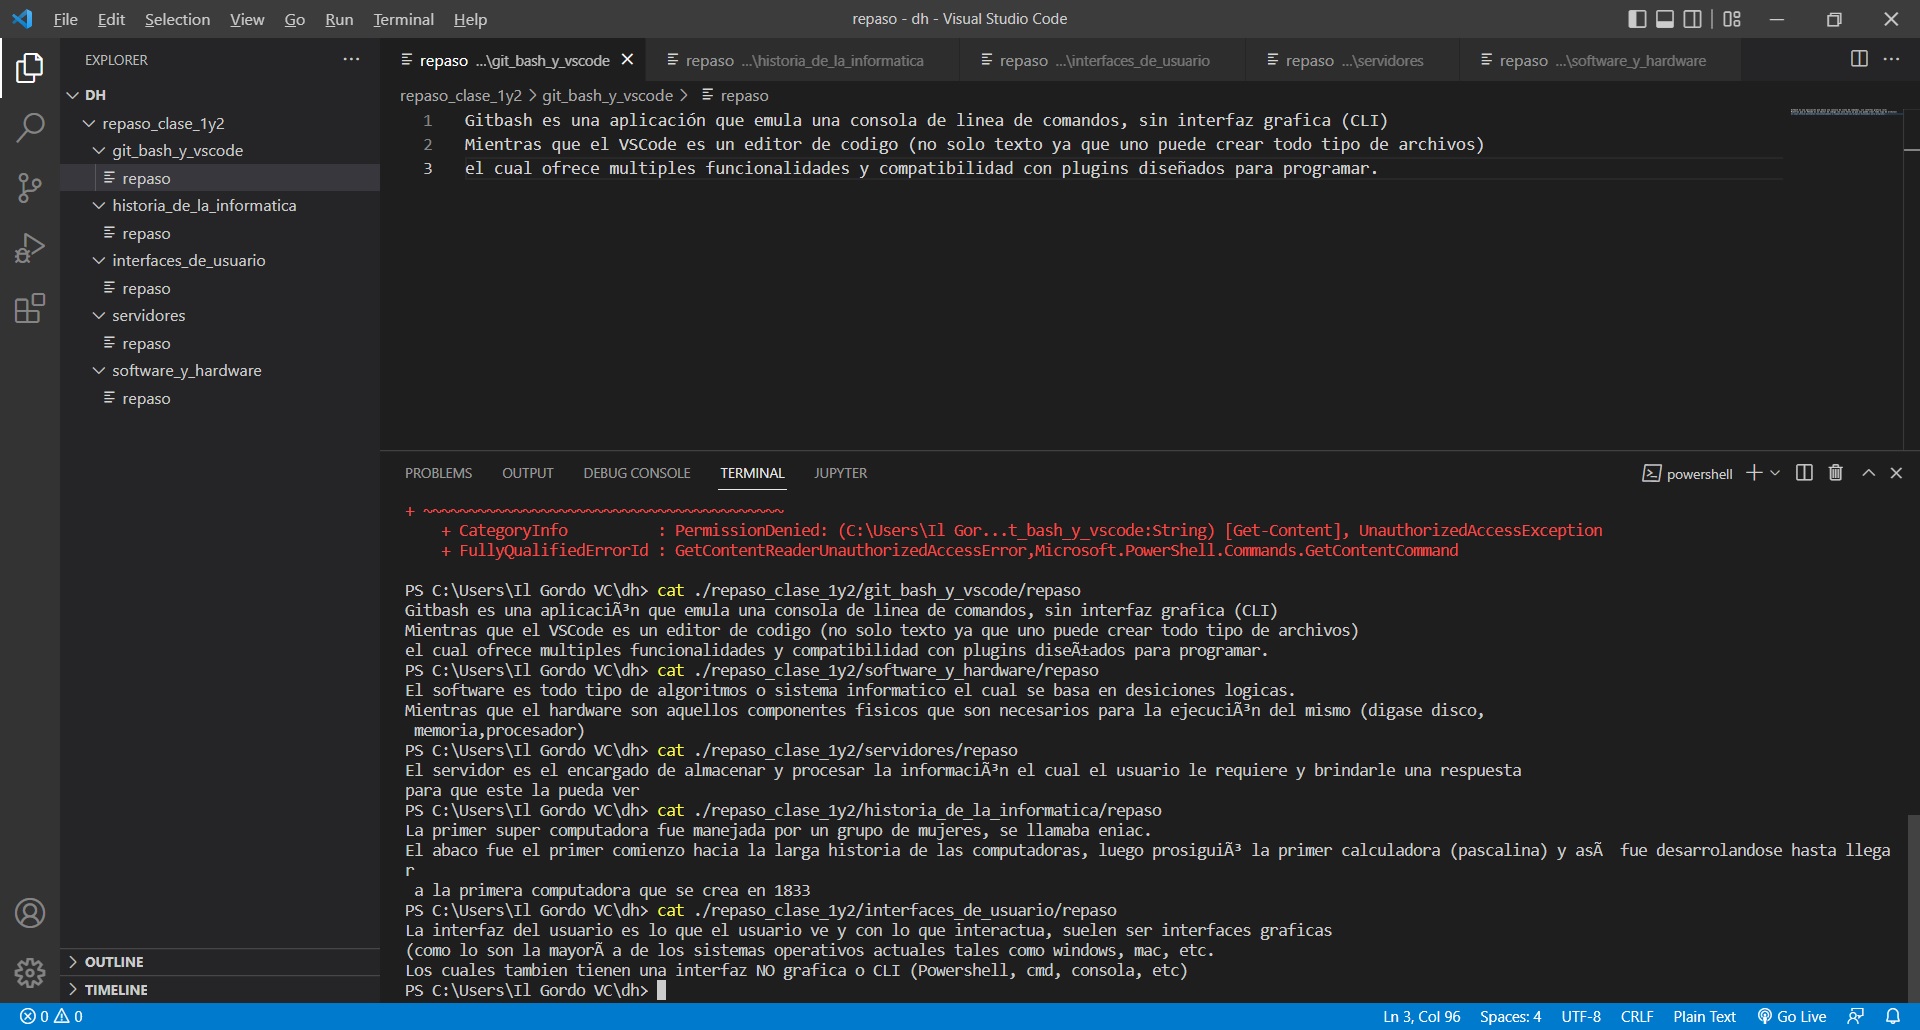 File Edit Selection View Go Run Terminal Help
repaso - dh - Visual Studio Code
EXPLORER
DH
repaso_clase_1y2
git_bash_y_vscode
repaso
historia_de_la_informatica
repaso
interfaces_de_usuario
repaso
servidores
repaso
software_y_hardware
repaso
OUTLINE
TIMELINE
repaso ...\git_bash_y_vscode
repaso ...\historia_de_la_informatica
repaso ...\interfaces_de_usuario
repaso ...\servidores
repaso ...\software_y_hardware
repaso_clase_1y2 > git_bash_y_vscode > repaso
1 Gitbash es una aplicación que emula una consola de linea de comandos, sin interfaz grafica (CLI)
2 Mientras que el VSCode es un editor de codigo (no solo texto ya que uno puede crear todo tipo de archivos)
3 el cual ofrece multiples funcionalidades y compatibilidad con plugins diseñados para programar.
PROBLEMS OUTPUT DEBUG CONSOLE TERMINAL JUPYTER
powershell
+ ~~~~~~~~~~~~~~~~~~~~~~~~~~~~~~~~~~~~~~~~
+ CategoryInfo : PermissionDenied: (C:\Users\Il Gor...t_bash_y_vscode:String) [Get-Content], UnauthorizedAccessException
+ FullyQualifiedErrorId : GetContentReaderUnauthorizedAccessError,Microsoft.PowerShell.Commands.GetContentCommand
PS C:\Users\Il Gordo VC\dh> cat ./repaso_clase_1y2/git_bash_y_vscode/repaso
Gitbash es una aplicaciÃ³n que emula una consola de linea de comandos, sin interfaz grafica (CLI)
Mientras que el VSCode es un editor de codigo (no solo texto ya que uno puede crear todo tipo de archivos)
el cual ofrece multiples funcionalidades y compatibilidad con plugins diseÃ±ados para programar.
PS C:\Users\Il Gordo VC\dh> cat ./repaso_clase_1y2/software_y_hardware/repaso
El software es todo tipo de algoritmos o sistema informatico el cual se basa en desiciones logicas.
Mientras que el hardware son aquellos componentes fisicos que son necesarios para la ejecuciÃ³n del mismo (digase disco,
memoria,procesador)
PS C:\Users\Il Gordo VC\dh> cat ./repaso_clase_1y2/servidores/repaso
El servidor es el encargado de almacenar y procesar la informaciÃ³n el cual el usuario le requiere y brindarle una respuesta
para que este la pueda ver
PS C:\Users\Il Gordo VC\dh> cat ./repaso_clase_1y2/historia_de_la_informatica/repaso
La primer super computadora fue manejada por un grupo de mujeres, se llamaba eniac.
El abaco fue el primer comienzo hacia la larga historia de las computadoras, luego prosiguiÃ³ la primer calculadora (pascalina) y asÃ  fue desarrolandose hasta llega
r
a la primera computadora que se crea en 1833
PS C:\Users\Il Gordo VC\dh> cat ./repaso_clase_1y2/interfaces_de_usuario/repaso
La interfaz del usuario es lo que el usuario ve y con lo que interactua, suelen ser interfaces graficas
(como lo son la mayorÃ a de los sistemas operativos actuales tales como windows, mac, etc.
Los cuales tambien tienen una interfaz NO grafica o CLI (Powershell, cmd, consola, etc)
PS C:\Users\Il Gordo VC\dh>
0 0
Ln 3, Col 96 Spaces: 4 UTF-8 CRLF Plain Text Go Live